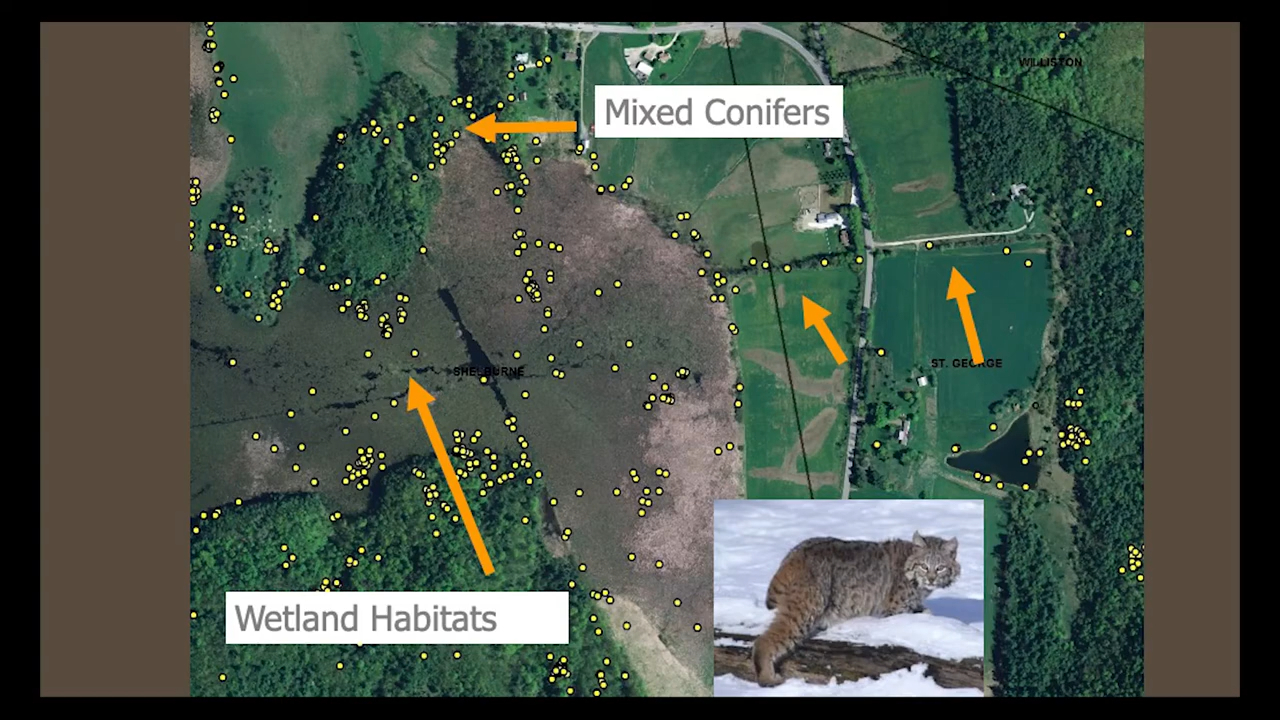 WILLISTON
Mixed Conifers
ST. GEORGE
SHELBURNE
Wetland Habitats